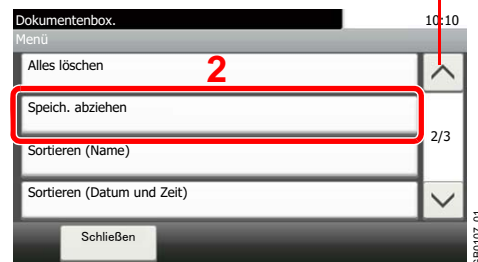 Dokumentenbox.
10:10
Menü
Alles löschen
2
Speich. abziehen
2/3
Sortieren (Name)
Sortieren (Datum und Zeit)
Schließen